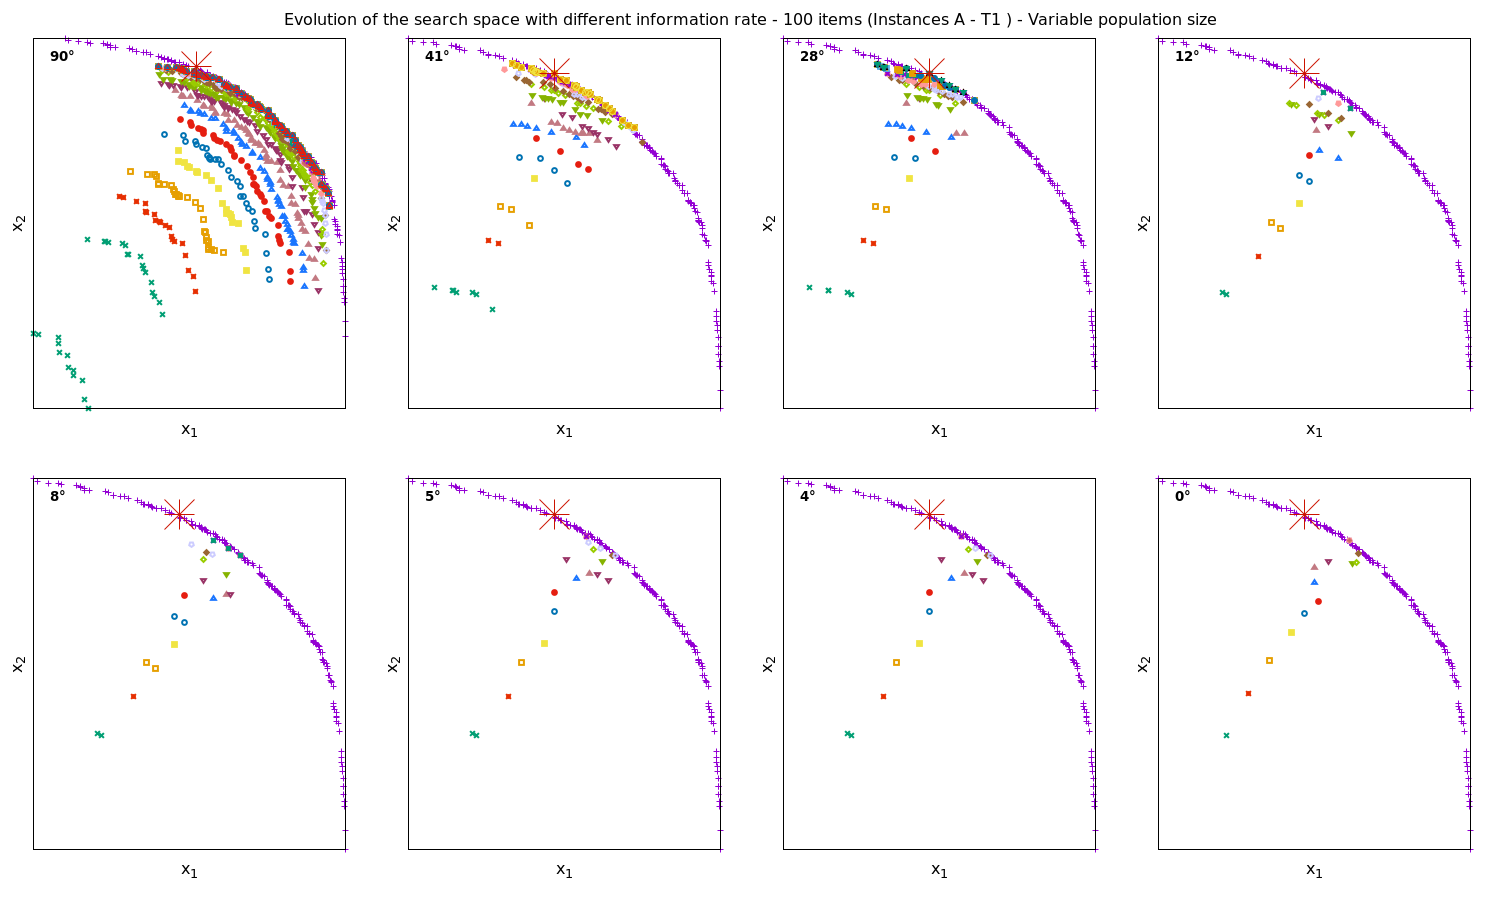 Evolution of the search space with different information rate - 100 items (Instances A - T1 ) - Variable population size
90°
41°
28°
12°
x2
x2
x2
x2
x1
x1
x1
x1
8°
5°
4°
0°
x2
x2
x2
x2
x1
x1
x1
x1